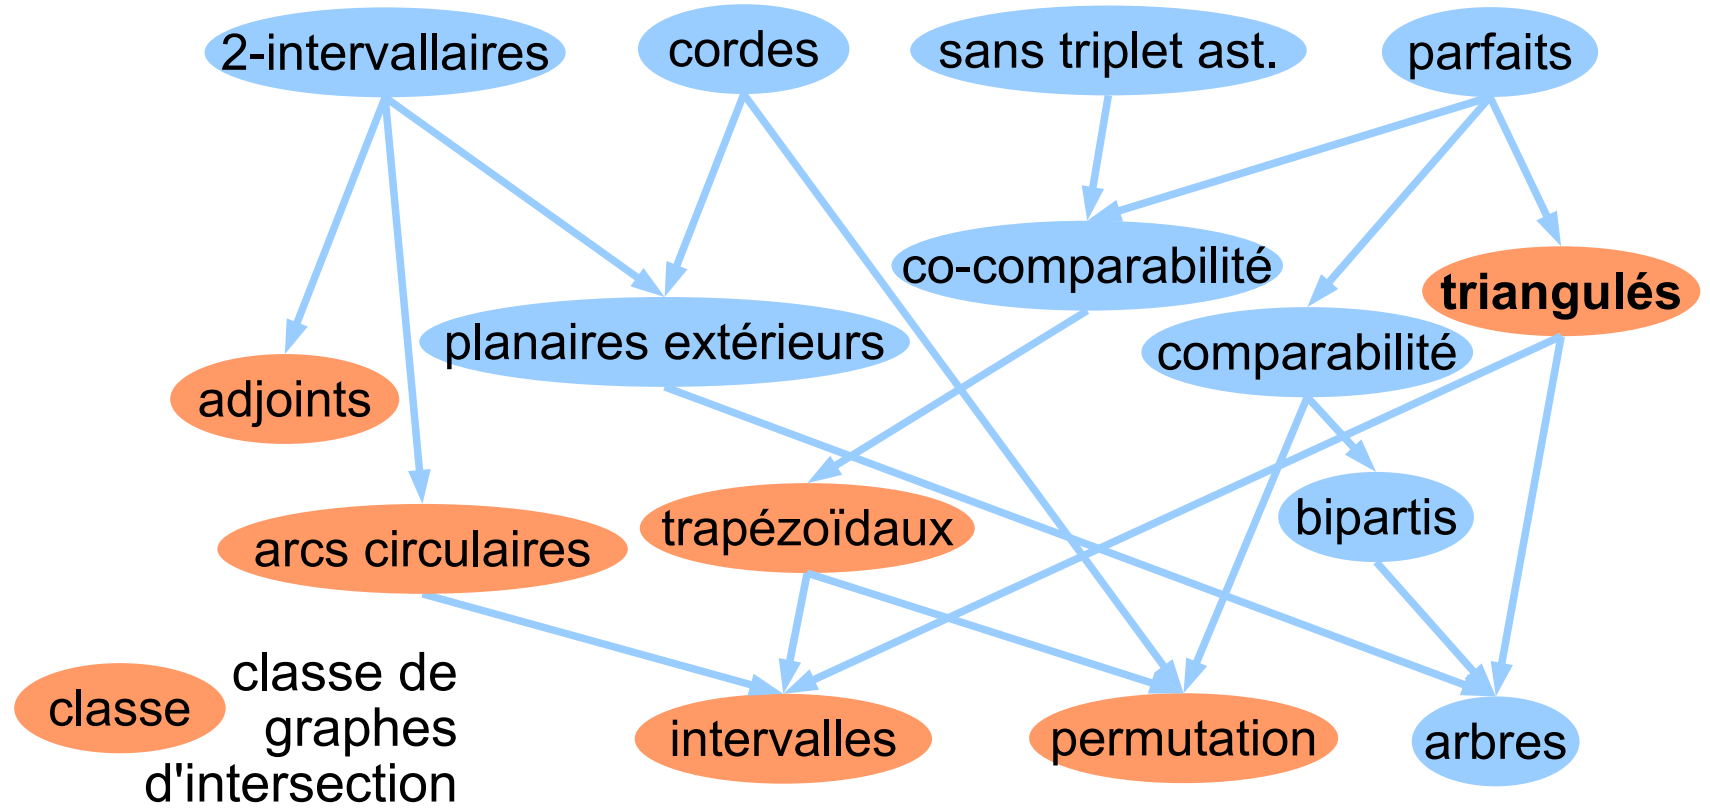 2-intervallaires
cordes
sans triplet ast.
parfaits
co-comparabilité
triangulés
planaires extérieurs
comparabilité
adjoints
bipartis
trapézoïdaux
arcs circulaires
classe
classe de
graphes
d'intersection
intervalles
permutation
arbres